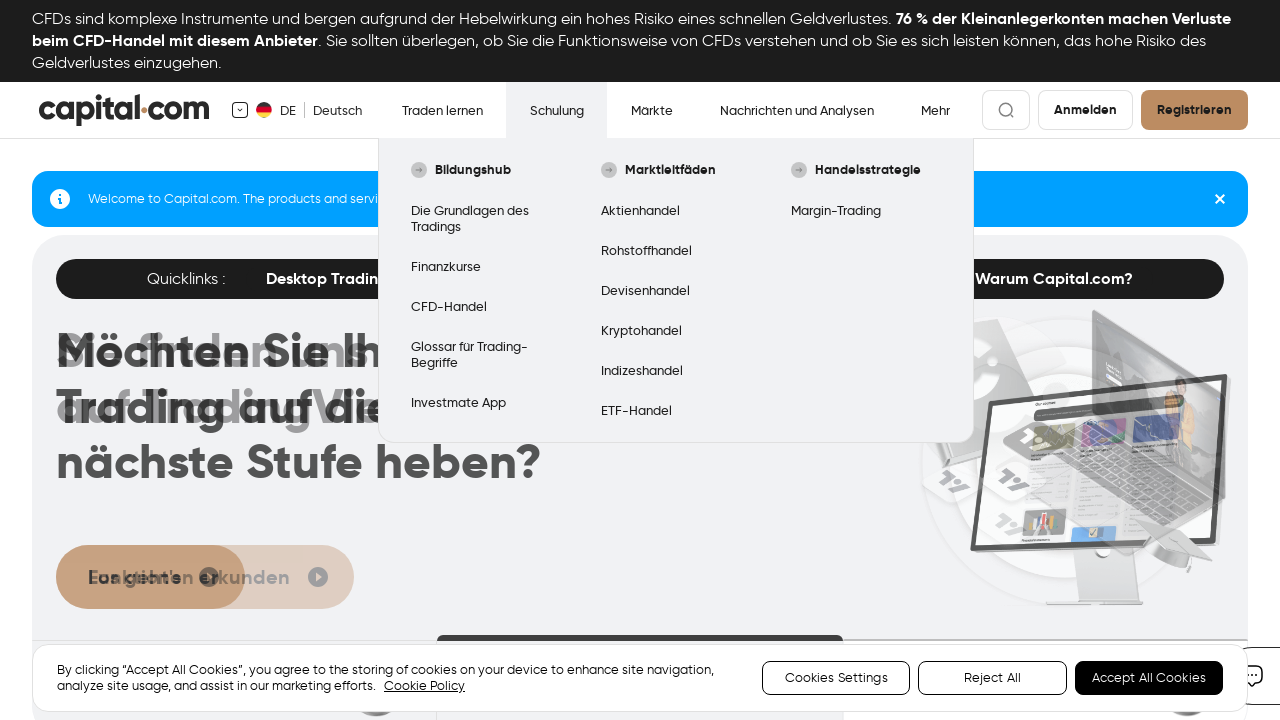 CFDs sind komplexe Instrumente und bergen aufgrund der Hebelwirkung ein hohes Risiko eines schnellen Geldverlustes. 76 % der Kleinanlegerkonten machen Verluste
beim CFD-Handel mit diesem Anbieter. Sie sollten überlegen, ob Sie die Funktionsweise von CFDs verstehen und ob Sie es sich leisten können, das hohe Risiko des
Geldverlustes einzugehen.
capital.com DE Deutsch Traden lernen Schulung Märkte Nachrichten und Analysen Mehr Anmelden Registrieren
Bildungshub
Die Grundlagen des
Tradings
Finanzkurse
CFD-Handel
Glossar für Trading-
Begriffe
Investmate App
Marktleitfäden
Aktienhandel
Rohstoffhandel
Devisenhandel
Kryptohandel
Indizeshandel
ETF-Handel
Handelsstrategie
Margin-Trading
Welcome to Capital.com. The products and servi
Quicklinks : Desktop Tradin Warum Capital.com?
Möchten Sie Ih
Trading auf die
nächste Stufe heben?
Los geht's
By clicking “Accept All Cookies”, you agree to the storing of cookies on your device to enhance site navigation,
analyze site usage, and assist in our marketing efforts. Cookie Policy
Cookies Settings Reject All Accept All Cookies